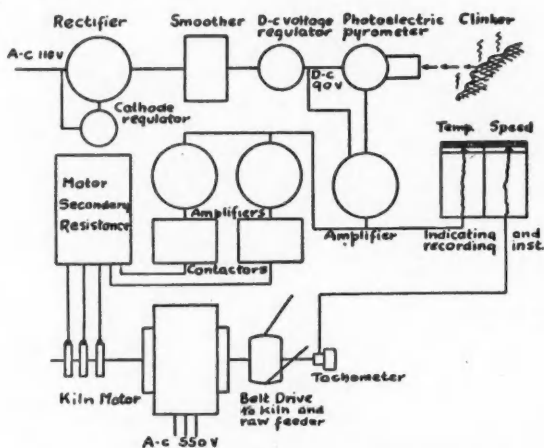 Rectifier
Smoother
D-c voltage
regulator
Photoelectric
pyrometer
Clinker
A-c 110V
D-c
90V
Cathode
regulator
Temp. Speed
Motor
Secondary
Resistance
Amplifiers
Amplifier
Indicating and
recording inst.
Contactors
Kiln Motor
Belt Drive
to kiln and
raw feeder
Tachometer
A-c 550V